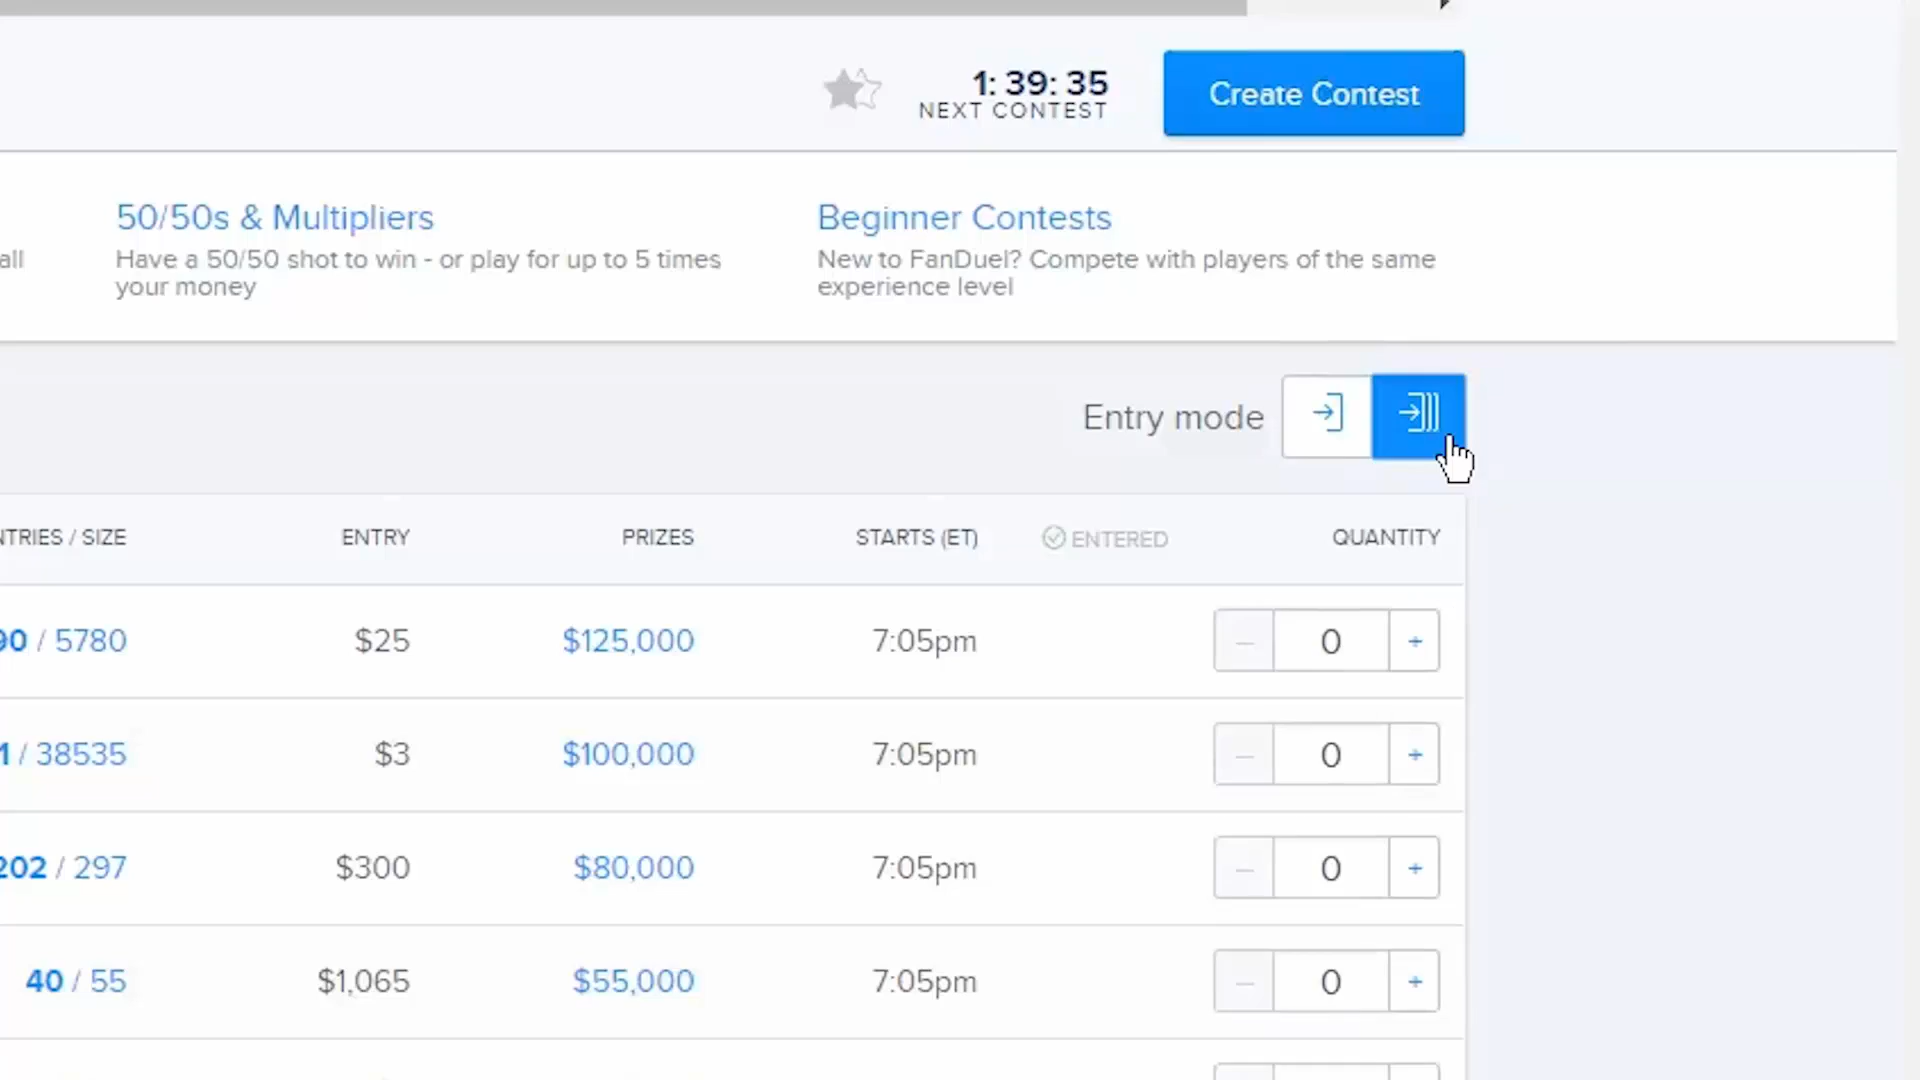 1: 39: 35
NEXT CONTEST
Create Contest
50/50s & Multipliers
Beginner Contests
all
Have a 50/50 shot to win - or play for up to 5 times
your money
New to FanDuel? Compete with players of the same
experience level
Entry mode
/ SIZE ENTRY PRIZES STARTS (ET) ENTERED QUANTITY
/ 5780 $25 $125,000 7:05pm — 0 +
/ 38535 $3 $100,000 7:05pm — 0 +
202 / 297 $300 $80,000 7:05pm — 0 +
40 / 55 $1,065 $55,000 7:05pm — 0 +